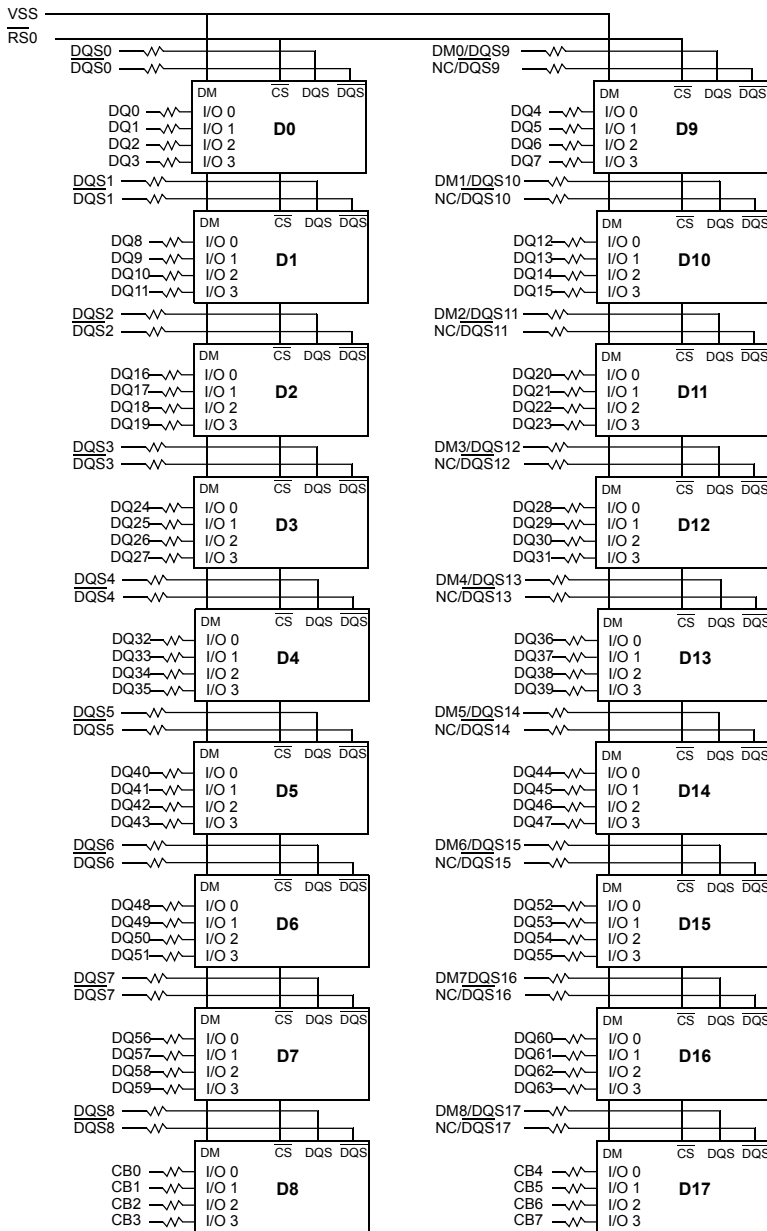 VSS
RS0
DQS0
DQS0
DM CS DQS DQS
DQ0 I/O 0
DQ1 I/O 1
DQ2 I/O 2
DQ3 I/O 3
D0
DQS1
DQS1
DM CS DQS DQS
DQ8 I/O 0
DQ9 I/O 1
DQ10 I/O 2
DQ11 I/O 3
D1
DQS2
DQS2
DM CS DQS DQS
DQ16 I/O 0
DQ17 I/O 1
DQ18 I/O 2
DQ19 I/O 3
D2
DQS3
DQS3
DM CS DQS DQS
DQ24 I/O 0
DQ25 I/O 1
DQ26 I/O 2
DQ27 I/O 3
D3
DQS4
DQS4
DM CS DQS DQS
DQ32 I/O 0
DQ33 I/O 1
DQ34 I/O 2
DQ35 I/O 3
D4
DQS5
DQS5
DM CS DQS DQS
DQ40 I/O 0
DQ41 I/O 1
DQ42 I/O 2
DQ43 I/O 3
D5
DQS6
DQS6
DM CS DQS DQS
DQ48 I/O 0
DQ49 I/O 1
DQ50 I/O 2
DQ51 I/O 3
D6
DQS7
DQS7
DM CS DQS DQS
DQ56 I/O 0
DQ57 I/O 1
DQ58 I/O 2
DQ59 I/O 3
D7
DQS8
DQS8
DM CS DQS DQS
CB0 I/O 0
CB1 I/O 1
CB2 I/O 2
CB3 I/O 3
D8
DM0/DQS9
NC/DQS9
DM CS DQS DQS
DQ4 I/O 0
DQ5 I/O 1
DQ6 I/O 2
DQ7 I/O 3
D9
DM1/DQS10
NC/DQS10
DM CS DQS DQS
DQ12 I/O 0
DQ13 I/O 1
DQ14 I/O 2
DQ15 I/O 3
D10
DM2/DQS11
NC/DQS11
DM CS DQS DQS
DQ20 I/O 0
DQ21 I/O 1
DQ22 I/O 2
DQ23 I/O 3
D11
DM3/DQS12
NC/DQS12
DM CS DQS DQS
DQ28 I/O 0
DQ29 I/O 1
DQ30 I/O 2
DQ31 I/O 3
D12
DM4/DQS13
NC/DQS13
DM CS DQS DQS
DQ36 I/O 0
DQ37 I/O 1
DQ38 I/O 2
DQ39 I/O 3
D13
DM5/DQS14
NC/DQS14
DM CS DQS DQS
DQ44 I/O 0
DQ45 I/O 1
DQ46 I/O 2
DQ47 I/O 3
D14
DM6/DQS15
NC/DQS15
DM CS DQS DQS
DQ52 I/O 0
DQ53 I/O 1
DQ54 I/O 2
DQ55 I/O 3
D15
DM7DQS16
NC/DQS16
DM CS DQS DQS
DQ60 I/O 0
DQ61 I/O 1
DQ62 I/O 2
DQ63 I/O 3
D16
DM8/DQS17
NC/DQS17
DM CS DQS DQS
CB4 I/O 0
CB5 I/O 1
CB6 I/O 2
CB7 I/O 3
D17